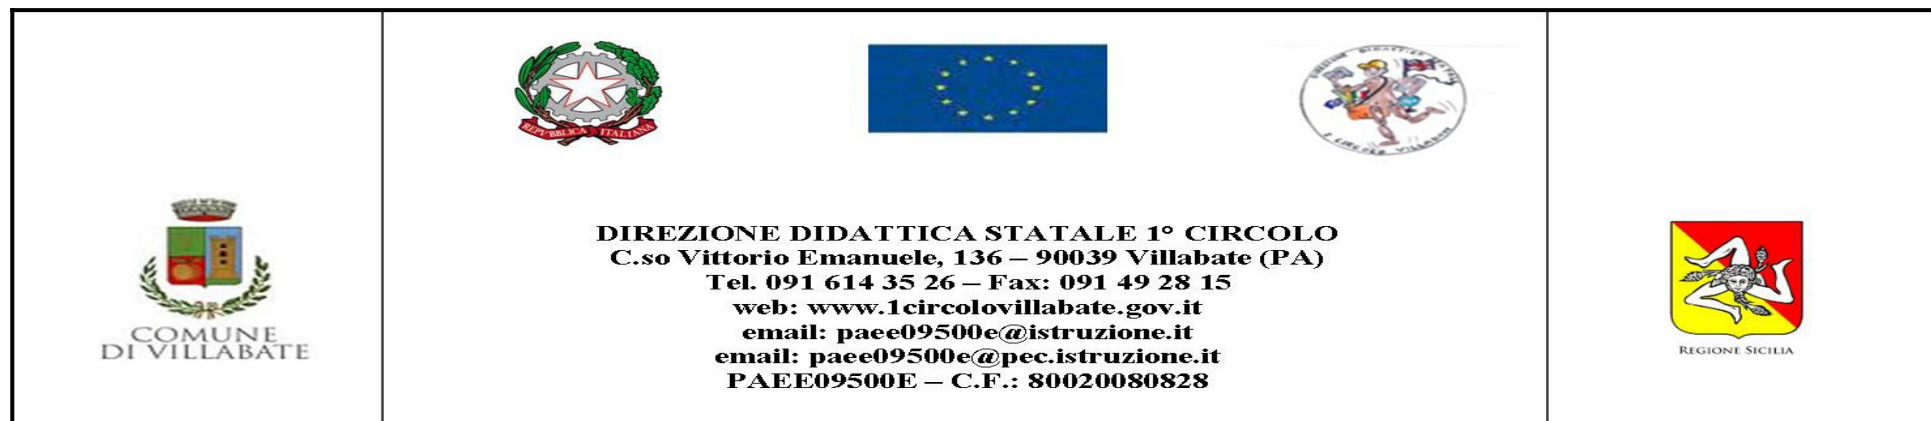 REPVBBLICA ITALIANA
COMUNE
DI VILLABATE
DIREZIONE DIDATTICA STATALE 1° CIRCOLO
C.so Vittorio Emanuele, 136 – 90039 Villabate (PA)
Tel. 091 614 35 26 – Fax: 091 49 28 15
web: www.1circolovillabate.gov.it
email: paee09500e@istruzione.it
email: paee09500e@pec.istruzione.it
PAEE09500E – C.F.: 80020080828
REGIONE SICILIA